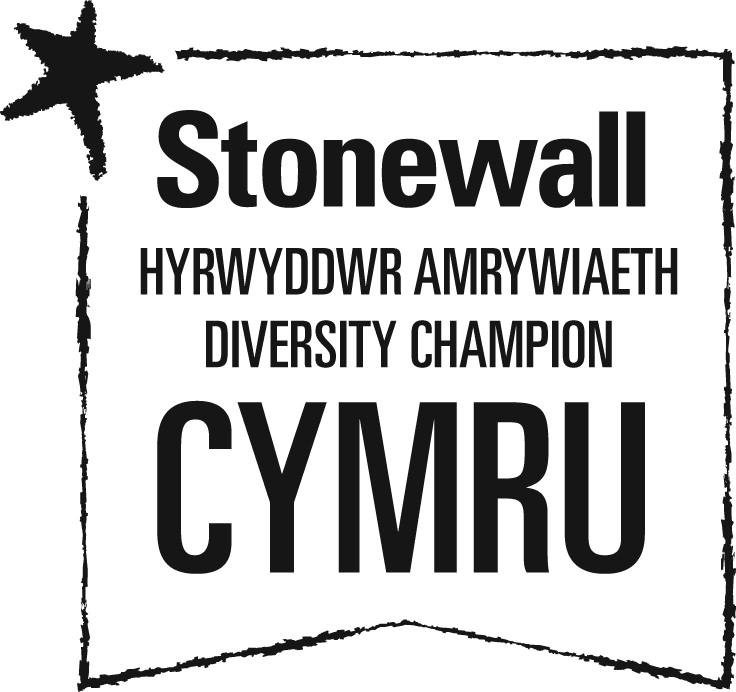 Stonewall
HYRWYDDWR AMRYWIAETH
DIVERSITY CHAMPION
CYMRU